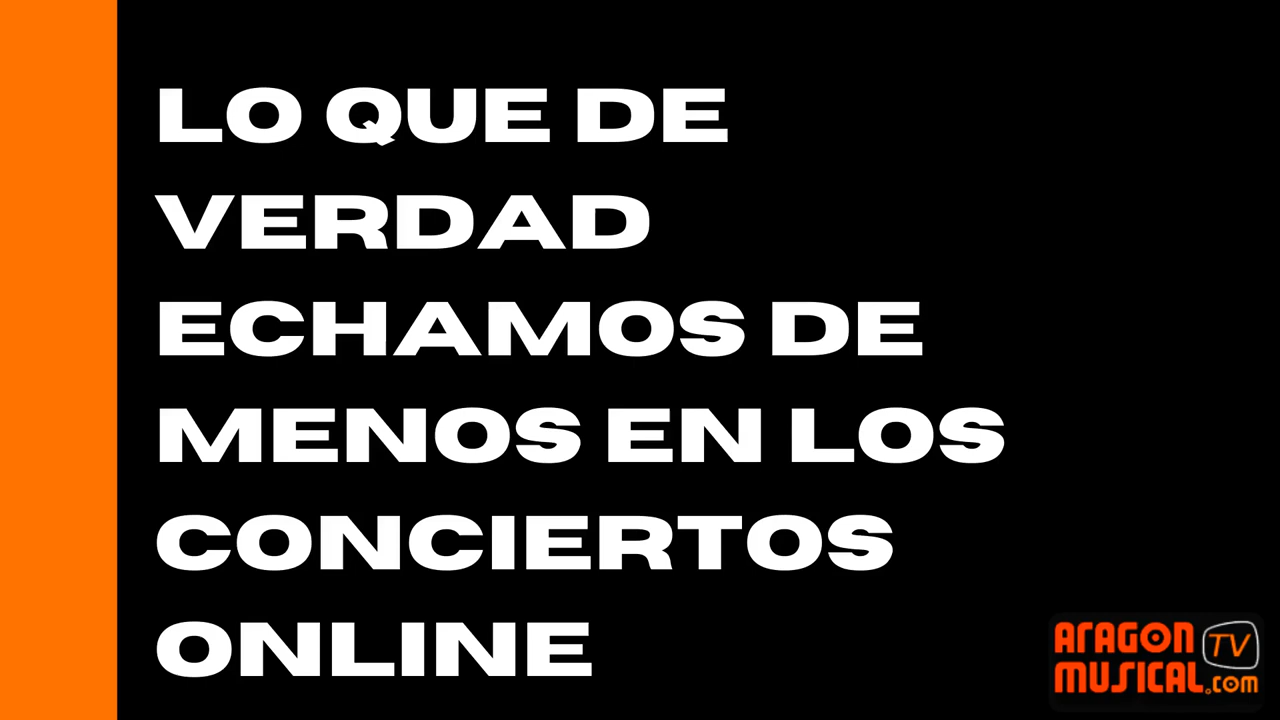 LO QUE DE
VERDAD
ECHAMOS DE
MENOS EN LOS
CONCIERTOS
ONLINE
ARAGON TV
MUSICAL.com